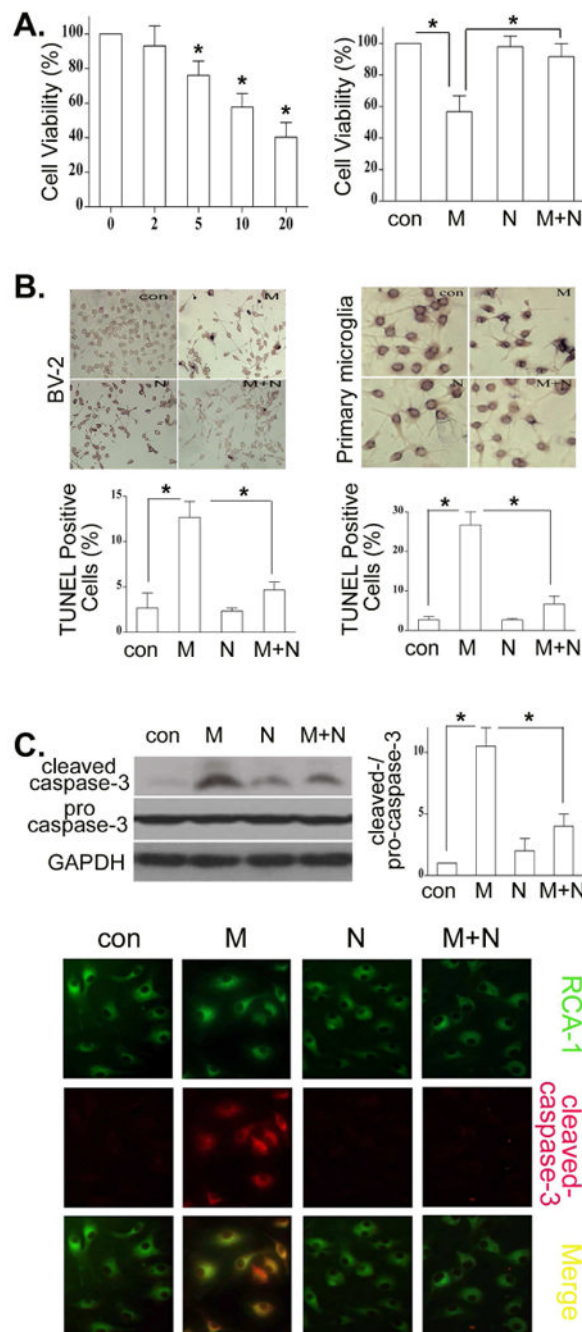 A.
Cell Viability (%)
100
80
60
40
20
0
0 2 5 10 20
* * *
Cell Viability (%)
100
80
60
40
20
0
* *
con M N M+N
B.
BV-2
con M
N M+N
Primary microglia
con M
N M+N
TUNEL Positive
Cells (%)
15
10
5
0
* *
con M N M+N
TUNEL Positive
Cells (%)
30
20
10
0
* *
con M N M+N
C.
con M N M+N
cleaved
caspase-3
pro
caspase-3
GAPDH
cleaved-/
pro-caspase-3
10
5
0
* *
con M N M+N
con M N M+N
RCA-1
cleaved-
caspase-3
Merge